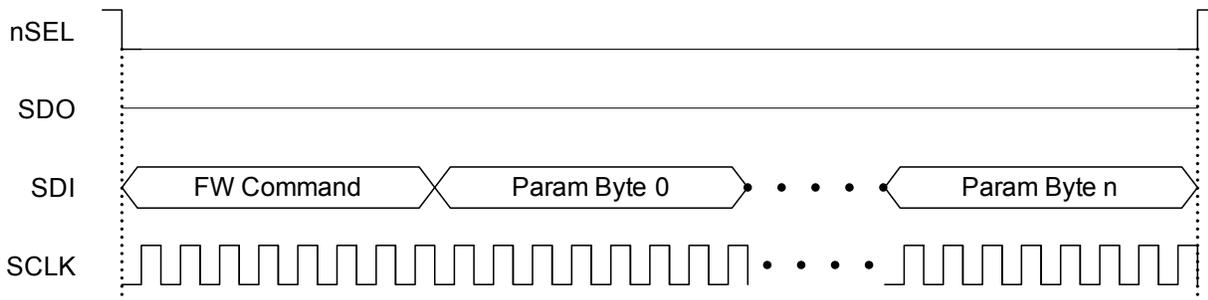 nSEL
SDO
SDI FW Command Param Byte 0 Param Byte n
SCLK